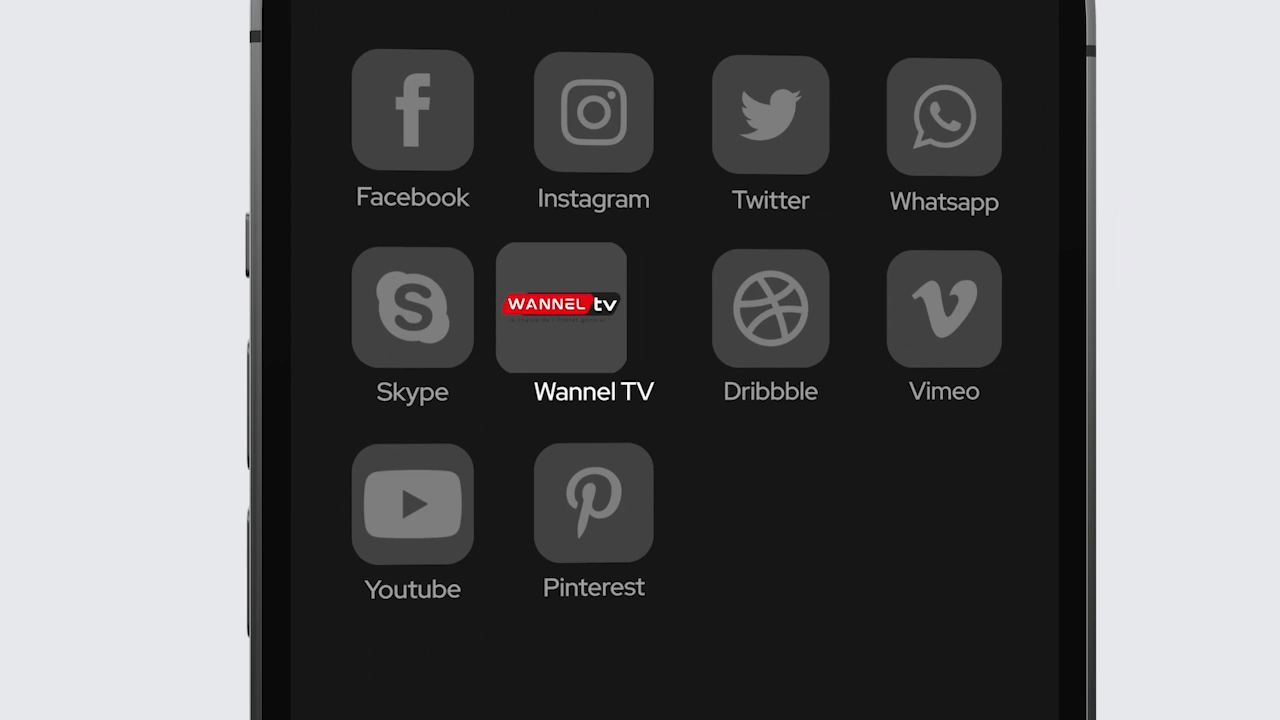 Facebook
Instagram
Twitter
Whatsapp
Skype
WANNEL tv
Wannel TV
Dribbble
Vimeo
Youtube
Pinterest